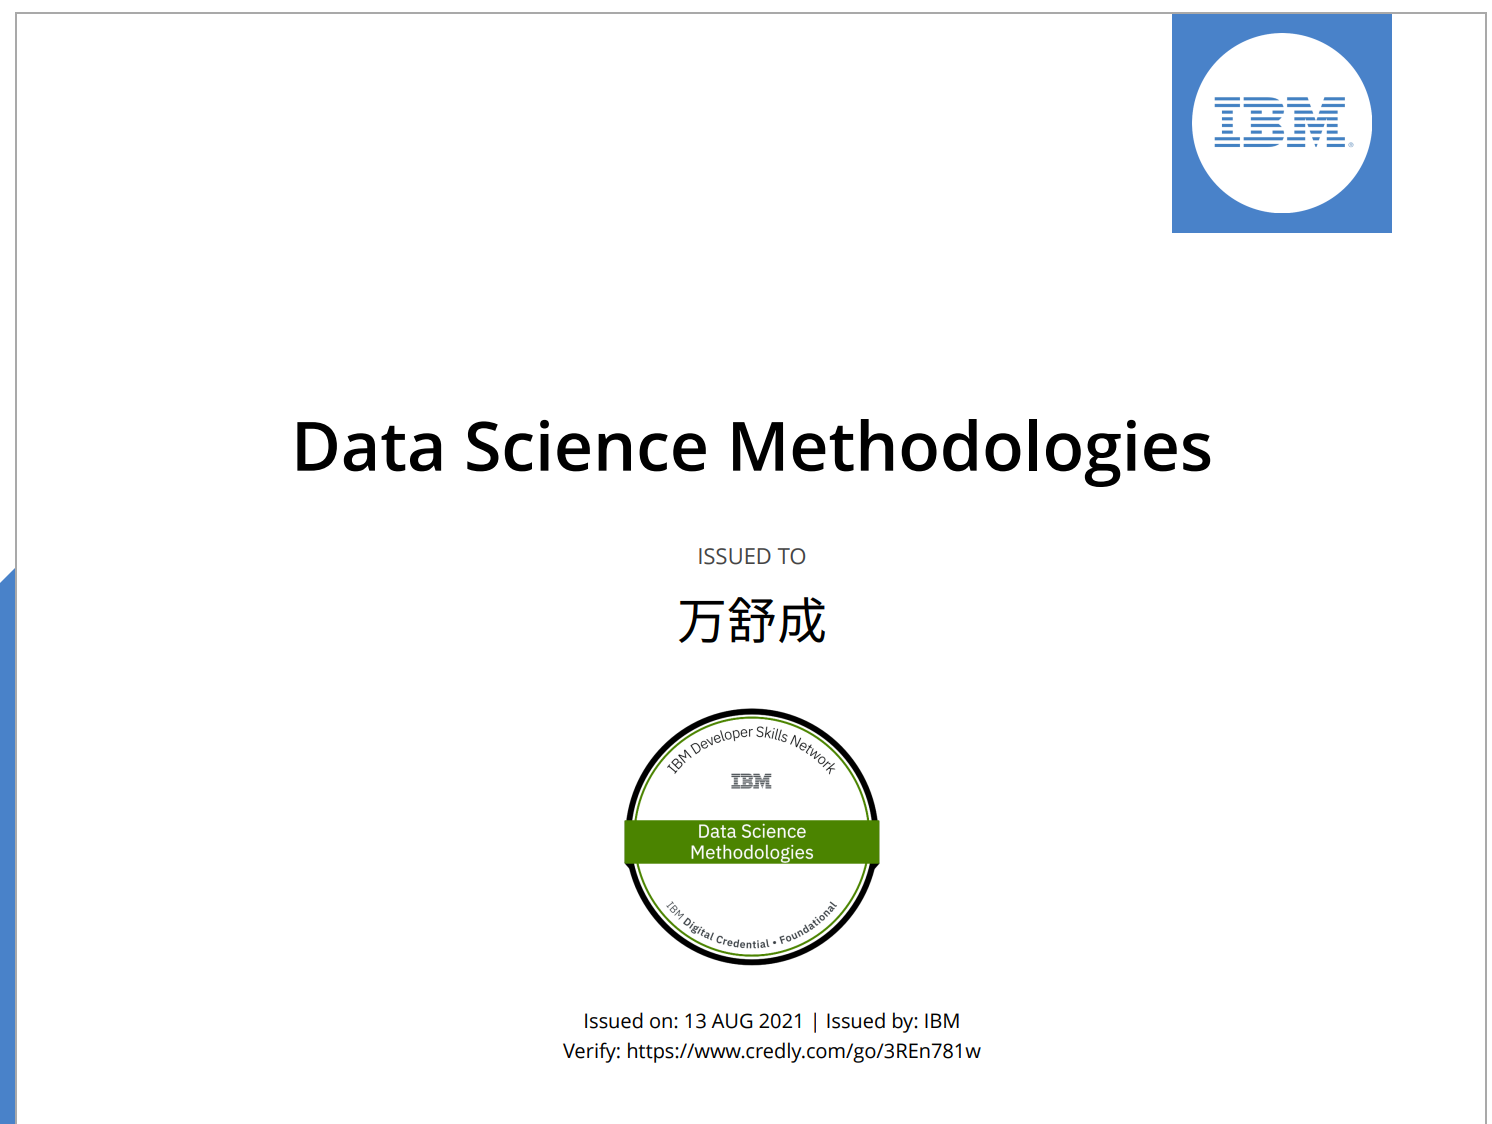 IBM®
Data Science Methodologies
ISSUED TO
万舒成
IBM Developer Skills Network
IBM
Data Science
Methodologies
IBM Digital Credential • Foundational
Issued on: 13 AUG 2021 | Issued by: IBM
Verify: https://www.credly.com/go/3REn781w